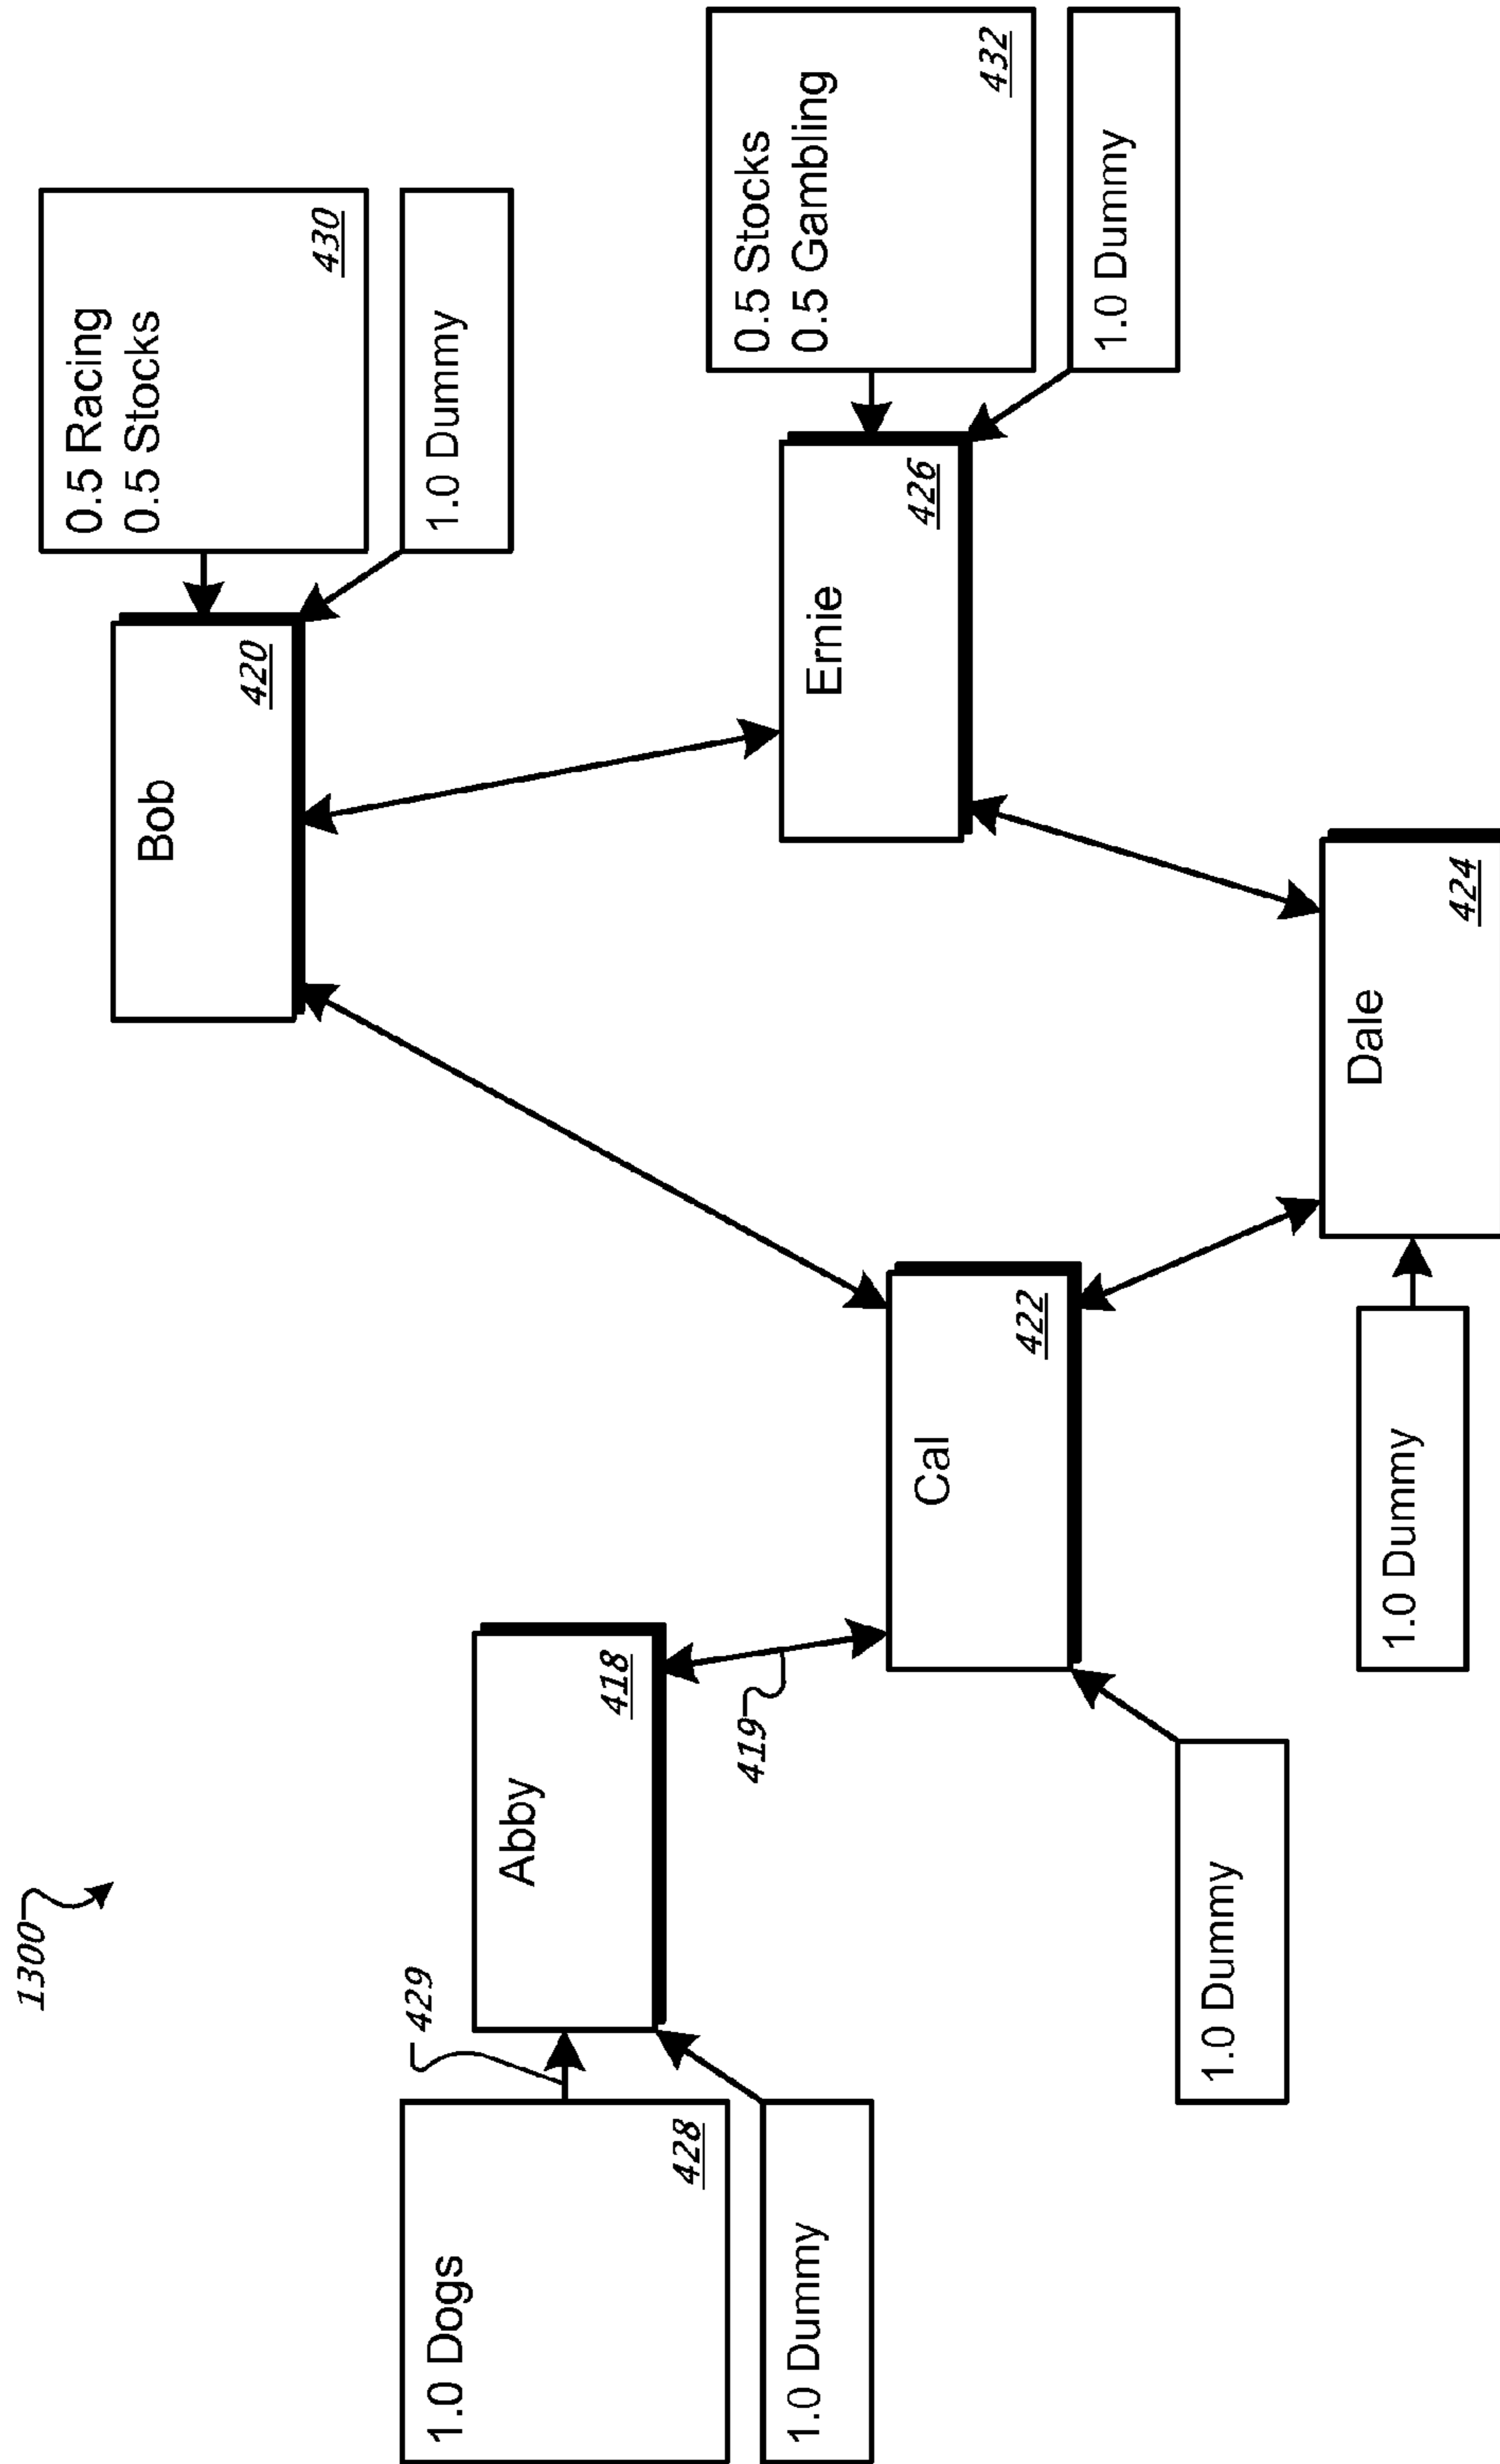 1300
0.5 Racing
0.5 Stocks
430
Bob
420
1.0 Dummy
1.0 Dogs
428
429
Abby
418
1.0 Dummy
419
0.5 Stocks
0.5 Gambling
432
Ernie
426
1.0 Dummy
Cal
422
1.0 Dummy
Dale
424
1.0 Dummy